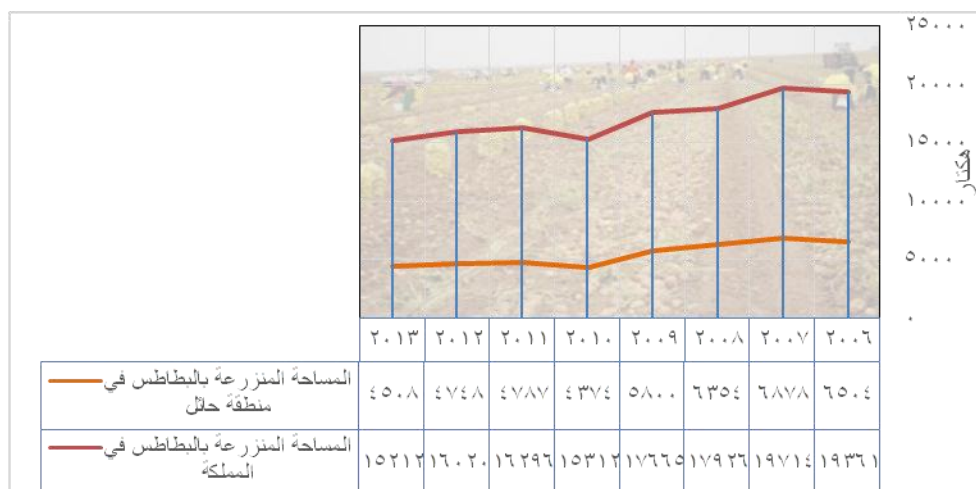 ٢٥٠٠٠
٢٠٠٠٠
١٥٠٠٠
١٠٠٠٠
٥٠٠٠
٠
هكتار
٢٠٠٦ ٢٠٠٧ ٢٠٠٨ ٢٠٠٩ ٢٠١٠ ٢٠١١ ٢٠١٢ ٢٠١٣
المساحة المنزرعة بالبطاطس في
منطقة حائل
٦٥٠٤ ٦٨٧٨ ٦٣٥٤ ٥٨٠٠ ٤٣٧٤ ٤٧٨٧ ٤٧٤٨ ٤٥٠٨
المساحة المنزرعة بالبطاطس في
المملكة
١٩٣٦١ ١٩٧١٤ ١٧٩٢٦ ١٧٦٦٥ ١٥٣١٢ ١٦٢٩٦ ١٦٠٢٠ ١٥٢١٢